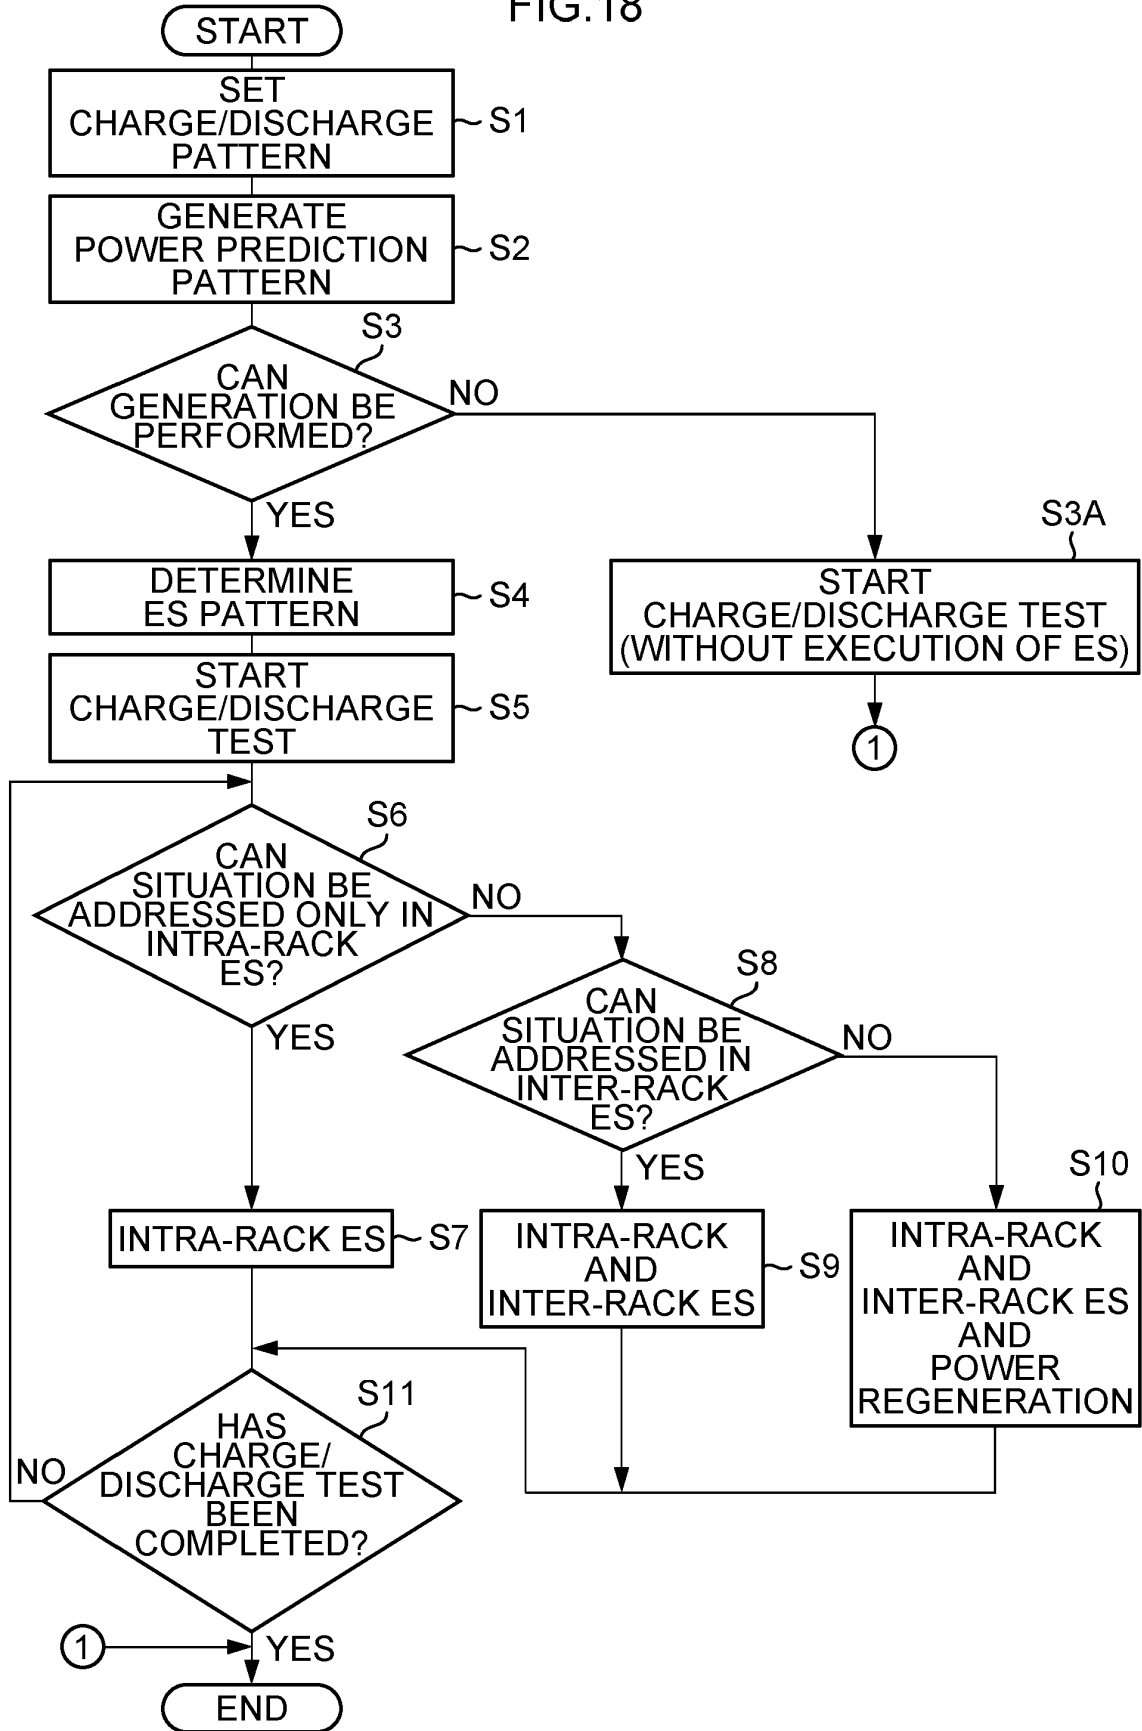 FIG.18
START
SET
CHARGE/DISCHARGE
PATTERN
S1
GENERATE
POWER PREDICTION
PATTERN
S2
S3
CAN
GENERATION BE
PERFORMED?
NO
YES
S3A
START
CHARGE/DISCHARGE TEST
(WITHOUT EXECUTION OF ES)
1
DETERMINE
ES PATTERN
S4
START
CHARGE/DISCHARGE
TEST
S5
S6
CAN
SITUATION BE
ADDRESSED ONLY IN
INTRA-RACK
ES?
NO
YES
S8
CAN
SITUATION BE
ADDRESSED IN
INTER-RACK
ES?
NO
YES
S10
INTRA-RACK ES
S7
INTRA-RACK
AND
INTER-RACK ES
S9
INTRA-RACK
AND
INTER-RACK ES
AND
POWER
REGENERATION
S11
HAS
CHARGE/
DISCHARGE TEST
BEEN
COMPLETED?
NO
1
YES
END